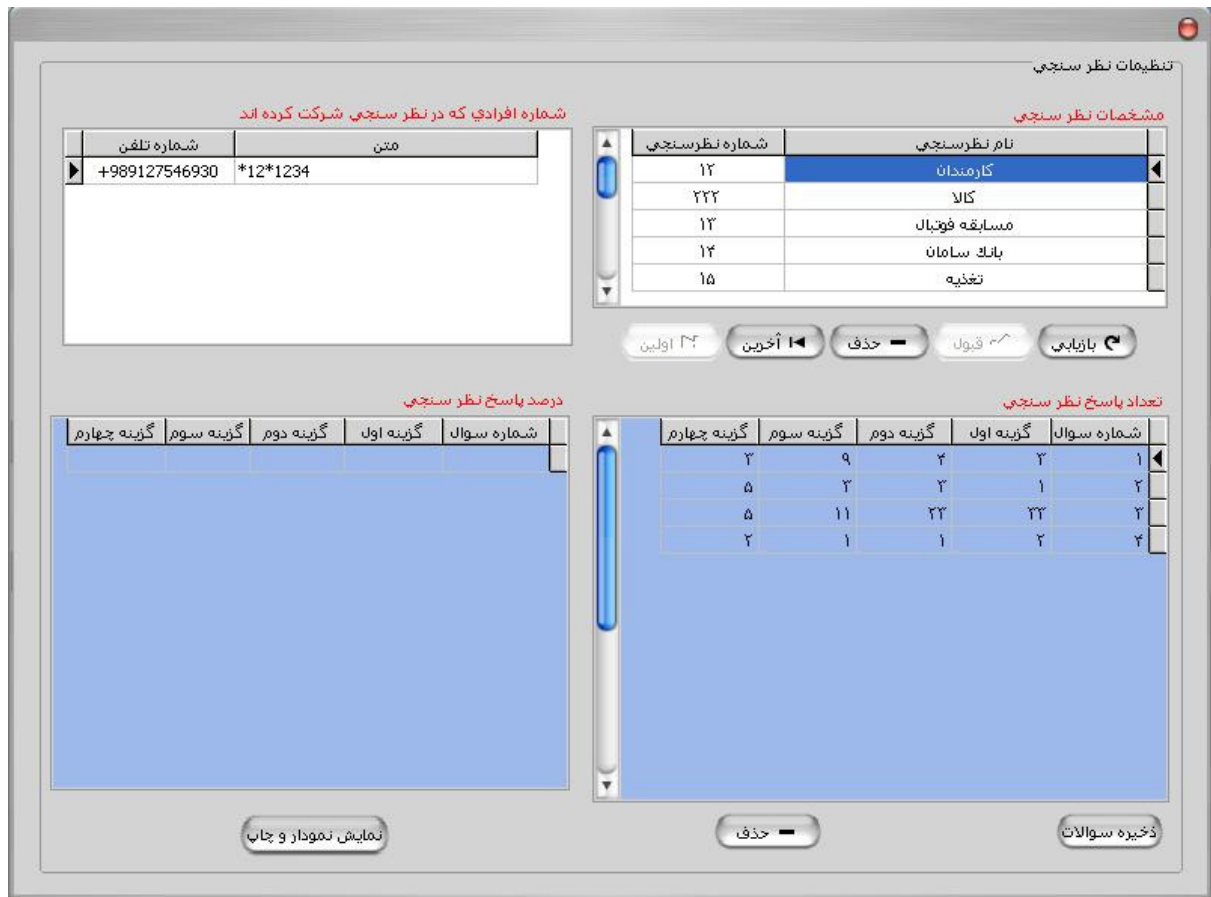 تنظيمات نظر سنجي
مشخصات نظر سنجي
نام نظرسنجي شماره نظرسنجي
كارمندان ۱۲
كالا ۲۲۲
مسابقه فوتبال ۱۳
بانك سامان ۱۴
تغذيه ۱۵
بازيابي قبول حذف آخرين اولين
شماره افرادي كه در نظر سنجي شركت كرده اند
متن شماره تلفن
*12*1234 +989127546930
تعداد پاسخ نظر سنجي
شماره سوال گزينه اول گزينه دوم گزينه سوم گزينه چهارم
۱ ۳ ۴ ۹ ۳
۲ ۱ ۳ ۳ ۵
۳ ۳۳ ۲۳ ۱۱ ۵
۴ ۲ ۱ ۱ ۲
ذخيره سوالات حذف
درصد پاسخ نظر سنجي
شماره سوال گزينه اول گزينه دوم گزينه سوم گزينه چهارم
نمايش نمودار و چاپ